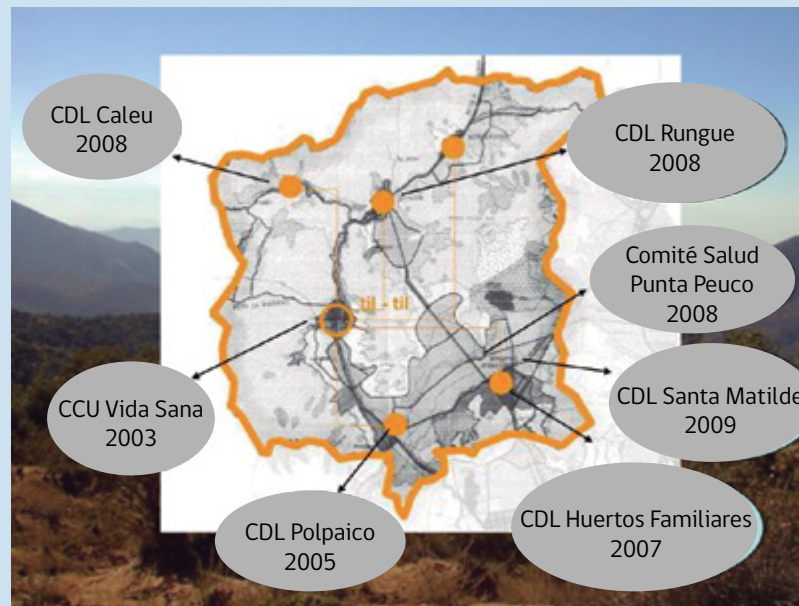 CDL Caleu
2008
CDL Rungue
2008
Comité Salud
Punta Peuco
2008
til - til
CCU Vida Sana
2003
CDL Santa Matilde
2009
CDL Polpaico
2005
CDL Huertos Familiares
2007